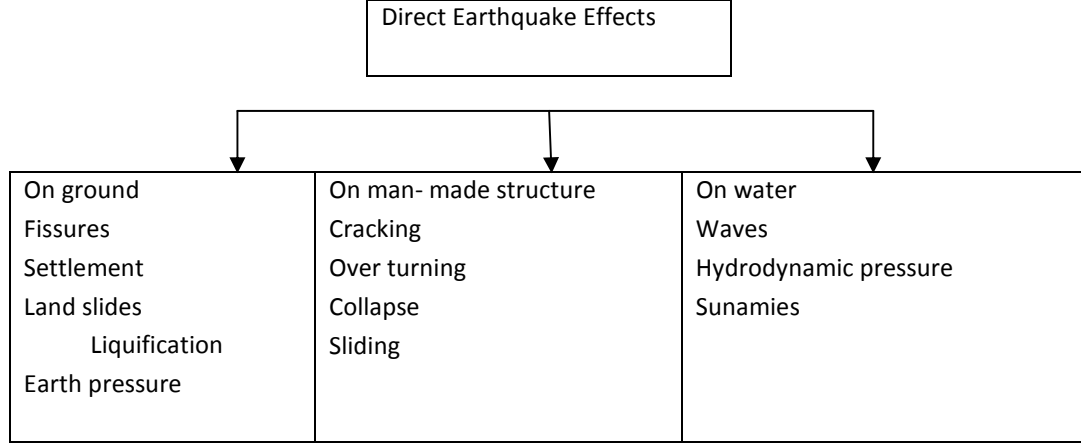 Direct Earthquake Effects
On ground
Fissures
Settlement
Land slides
Liquification
Earth pressure
On man- made structure
Cracking
Over turning
Collapse
Sliding
On water
Waves
Hydrodynamic pressure
Sunamies